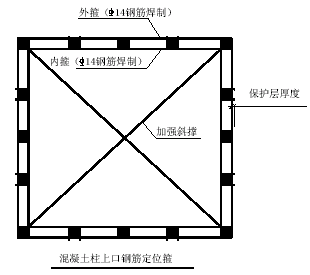 外箍（Φ14钢筋焊制）
内箍（Φ14钢筋焊制）
保护层厚度
加强斜撑
混凝土柱上口钢筋定位箍